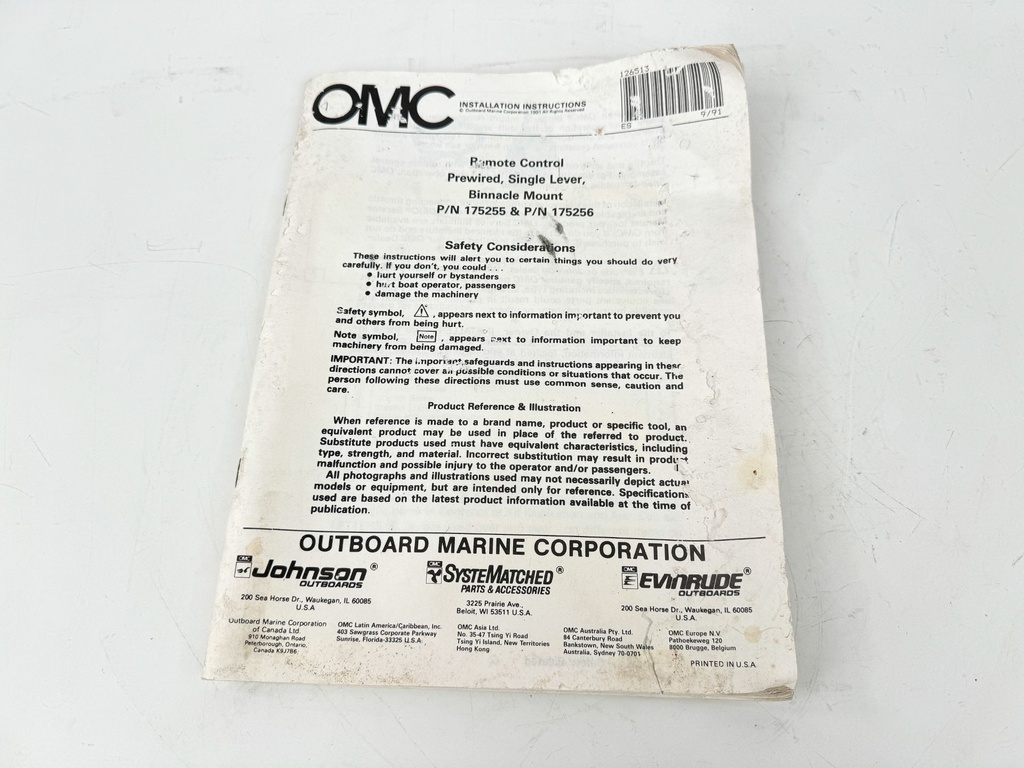 OMC
INSTALLATION INSTRUCTIONS
© Outboard Marine Corporation 1991 All Rights Reserved
126513
ES 9/91
Remote Control
Prewired, Single Lever,
Binnacle Mount
P/N 175255 & P/N 175256
Safety Considerations
These instructions will alert you to certain things you should do very
carefully. If you don't, you could . . .
● hurt yourself or bystanders
● hurt boat operator, passengers
● damage the machinery
Safety symbol, ⚠, appears next to information important to prevent you
and others from being hurt.
Note symbol, Note, appears next to information important to keep
machinery from being damaged.
IMPORTANT: The important safeguards and instructions appearing in these
directions cannot cover all possible conditions or situations that occur. The
person following these directions must use common sense, caution and
care.
Product Reference & Illustration
When reference is made to a brand name, product or specific tool, an
equivalent product may be used in place of the referred to product.
Substitute products used must have equivalent characteristics, including
type, strength, and material. Incorrect substitution may result in product
malfunction and possible injury to the operator and/or passengers.
All photographs and illustrations used may not necessarily depict actual
models or equipment, but are intended only for reference. Specifications
used are based on the latest product information available at the time of
publication.
OUTBOARD MARINE CORPORATION
OMC Johnson®
OUTBOARDS
200 Sea Horse Dr., Waukegan, IL 60085
U.S.A
OMC SYSTEMATCHED®
PARTS & ACCESSORIES
3225 Prairie Ave.,
Beloit, WI 53511 U.S.A.
OMC EVINRUDE®
OUTBOARDS
200 Sea Horse Dr., Waukegan, IL 60085
U.S.A.
Outboard Marine Corporation
of Canada Ltd.
910 Monaghan Road
Peterborough, Ontario,
Canada K9J7B6
OMC Latin America/Caribbean, Inc.
403 Sawgrass Corporate Parkway
Sunrise, Florida-33325 U.S.A.
OMC Asia Ltd.
No. 35-47 Tsing Yi Road
Tsing Yi Island, New Territories
Hong Kong
OMC Australia Pty. Ltd.
84 Canterbury Road
Bankstown, New South Wales
Australia, Sydney 70-0701
OMC Europe N.V.
Pathoekeweg 120
8000 Brugge, Belgium
PRINTED IN U.S.A.